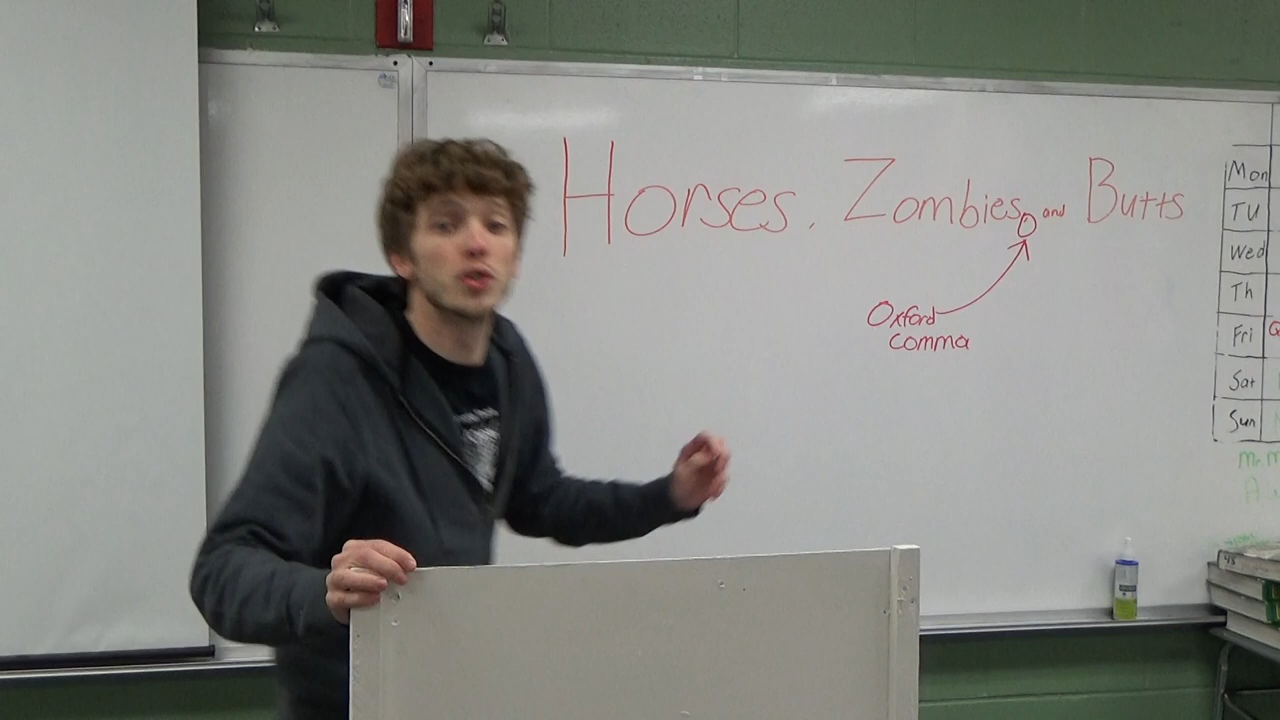 Horses, Zombies, and Butts
Oxford
comma
Mon
TU
Wed
Th
Fri
Sat
Sun